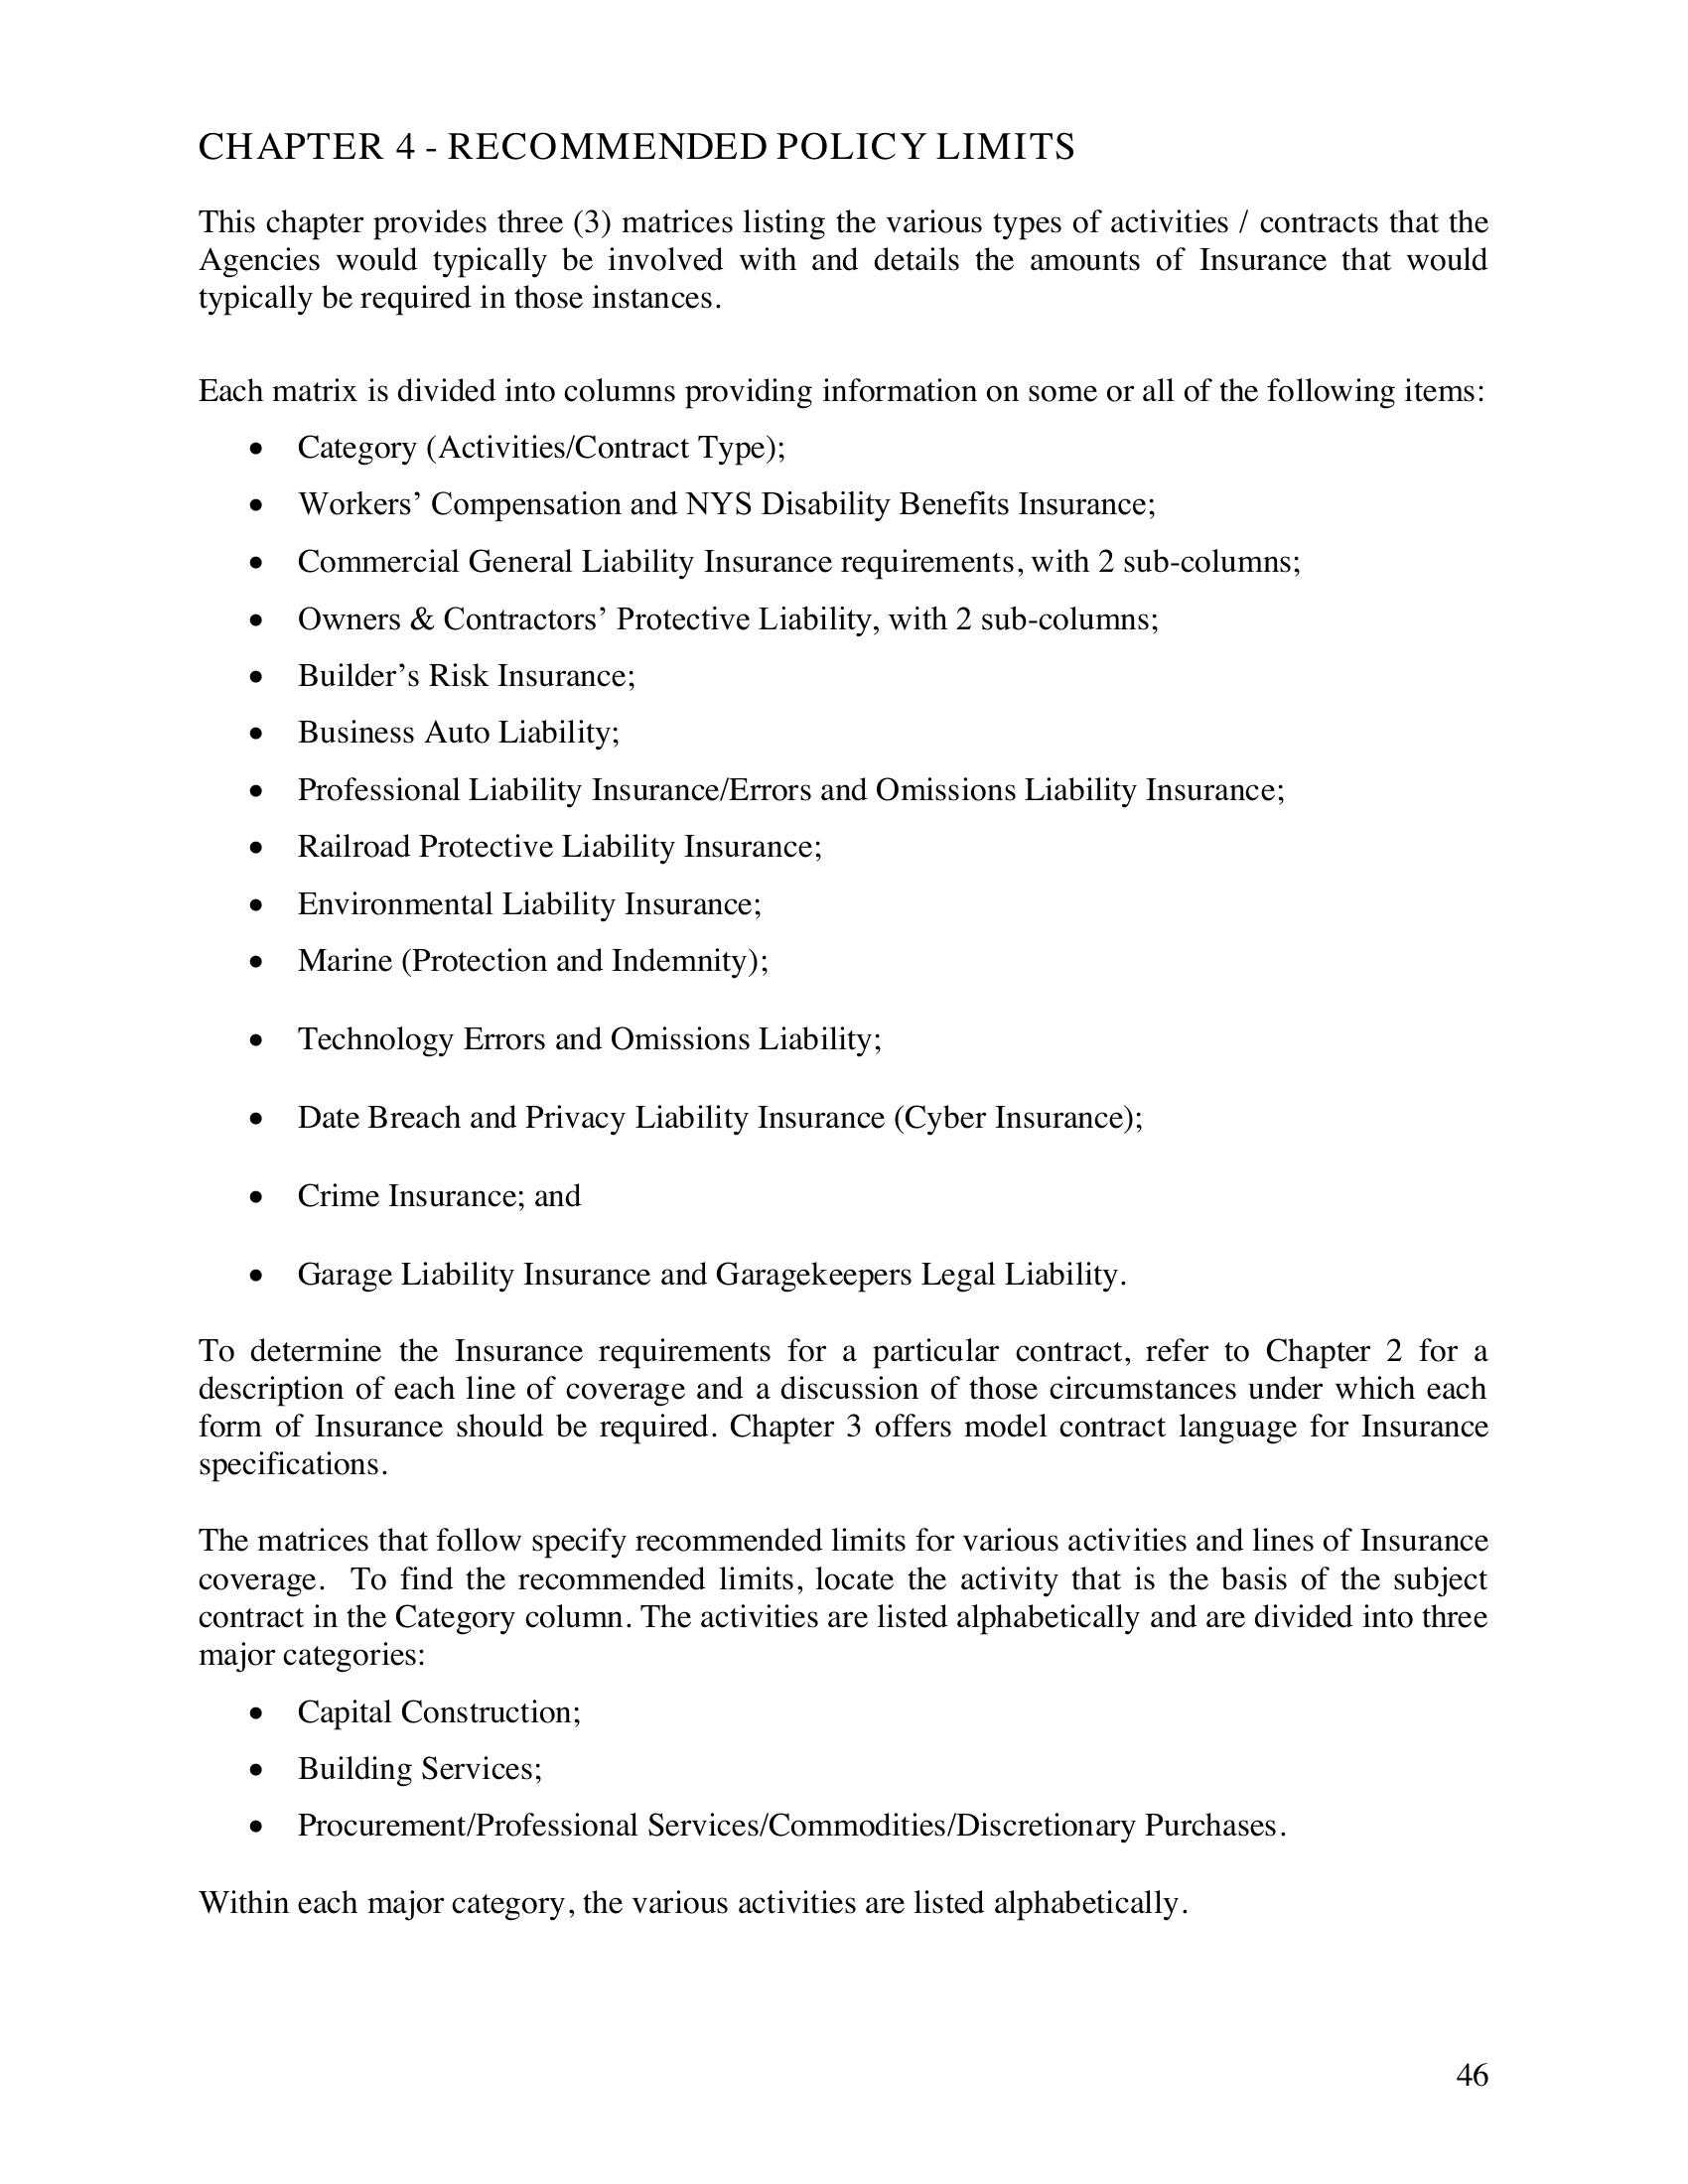 CHAPTER 4 - RECOMMENDED POLICY LIMITS
This chapter provides three (3) matrices listing the various types of activities / contracts that the
Agencies would typically be involved with and details the amounts of Insurance that would
typically be required in those instances.
Each matrix is divided into columns providing information on some or all of the following items:
• Category (Activities/Contract Type);
• Workers’ Compensation and NYS Disability Benefits Insurance;
• Commercial General Liability Insurance requirements, with 2 sub-columns;
• Owners & Contractors’ Protective Liability, with 2 sub-columns;
• Builder’s Risk Insurance;
• Business Auto Liability;
• Professional Liability Insurance/Errors and Omissions Liability Insurance;
• Railroad Protective Liability Insurance;
• Environmental Liability Insurance;
• Marine (Protection and Indemnity);
• Technology Errors and Omissions Liability;
• Date Breach and Privacy Liability Insurance (Cyber Insurance);
• Crime Insurance; and
• Garage Liability Insurance and Garagekeepers Legal Liability.
To determine the Insurance requirements for a particular contract, refer to Chapter 2 for a
description of each line of coverage and a discussion of those circumstances under which each
form of Insurance should be required. Chapter 3 offers model contract language for Insurance
specifications.
The matrices that follow specify recommended limits for various activities and lines of Insurance
coverage. To find the recommended limits, locate the activity that is the basis of the subject
contract in the Category column. The activities are listed alphabetically and are divided into three
major categories:
• Capital Construction;
• Building Services;
• Procurement/Professional Services/Commodities/Discretionary Purchases.
Within each major category, the various activities are listed alphabetically.
46